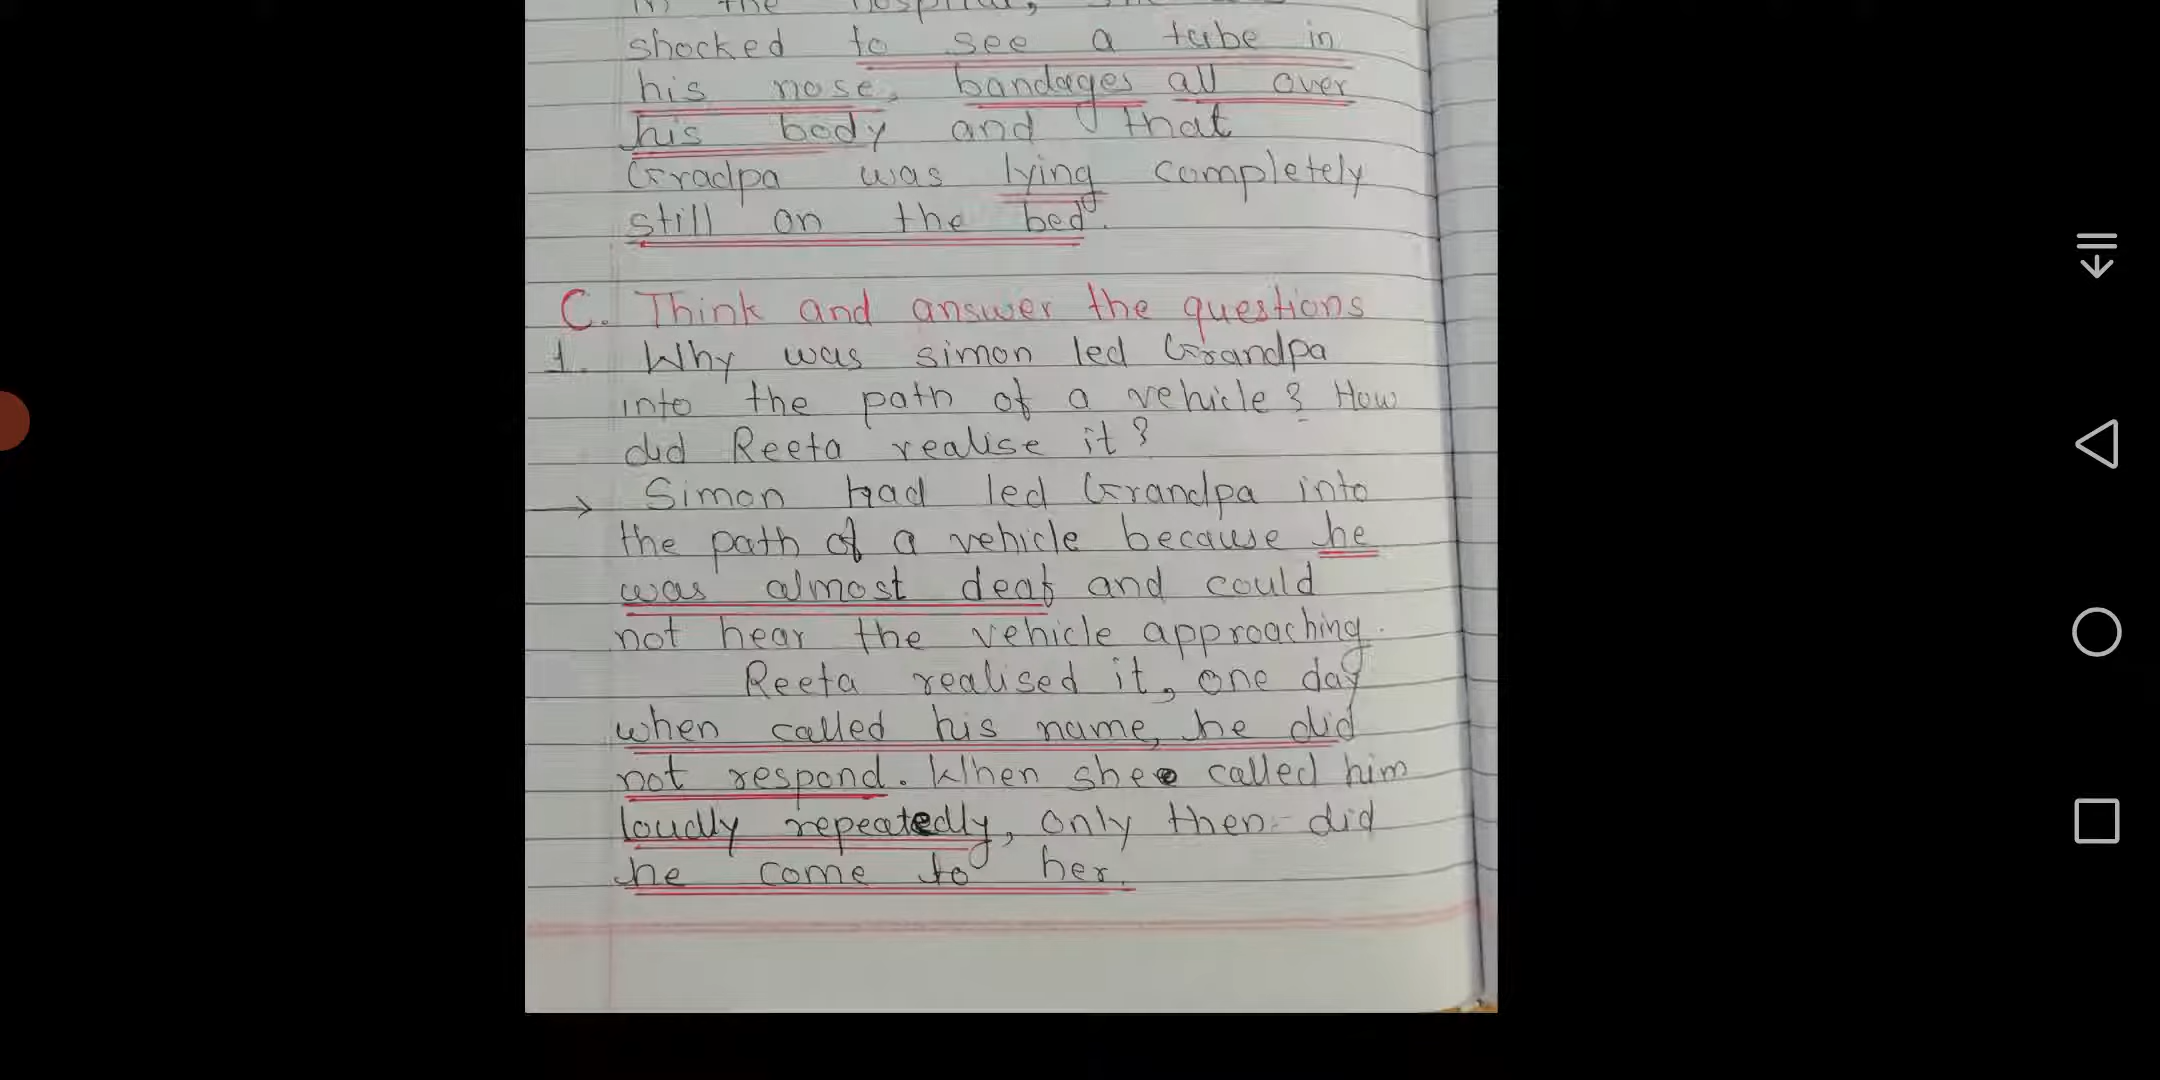 in the hospital,
shocked to see a tube in
his nose, bandages all over
his body and that
Gradpa was lying completely
still on the bed.
C. Think and answer the questions
1. Why was simon led Grandpa
into the path of a vehicle? How
did Reeta realise it?
→ Simon had led Grandpa into
the path of a vehicle because he
was almost deaf and could
not hear the vehicle approaching.
Reeta realised it, one day
when called his name, he did
not respond. When she called him
loudly repeatedly, only then did
he come to her.